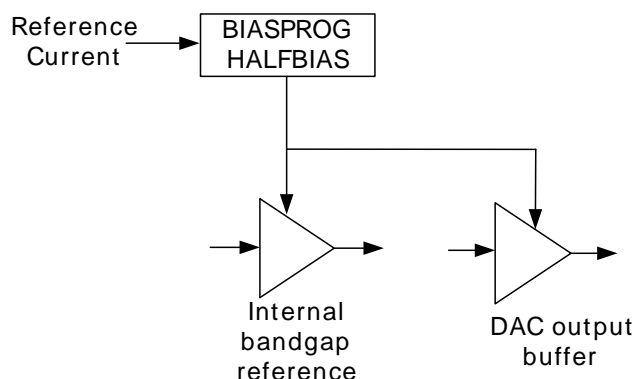 Reference
Current
BIASPROG
HALFBIAS
Internal
bandgap
reference
DAC output
buffer